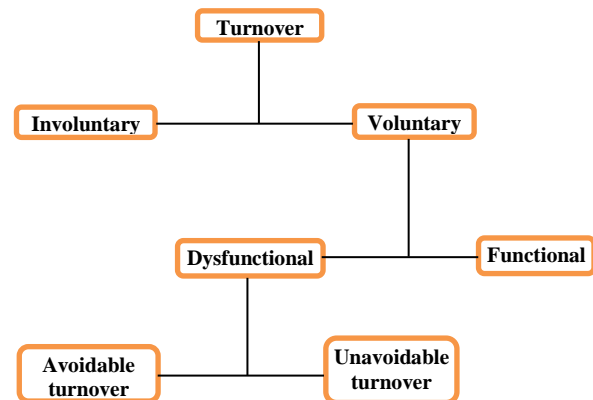 Turnover
Involuntary
Voluntary
Dysfunctional
Functional
Avoidable
turnover
Unavoidable
turnover